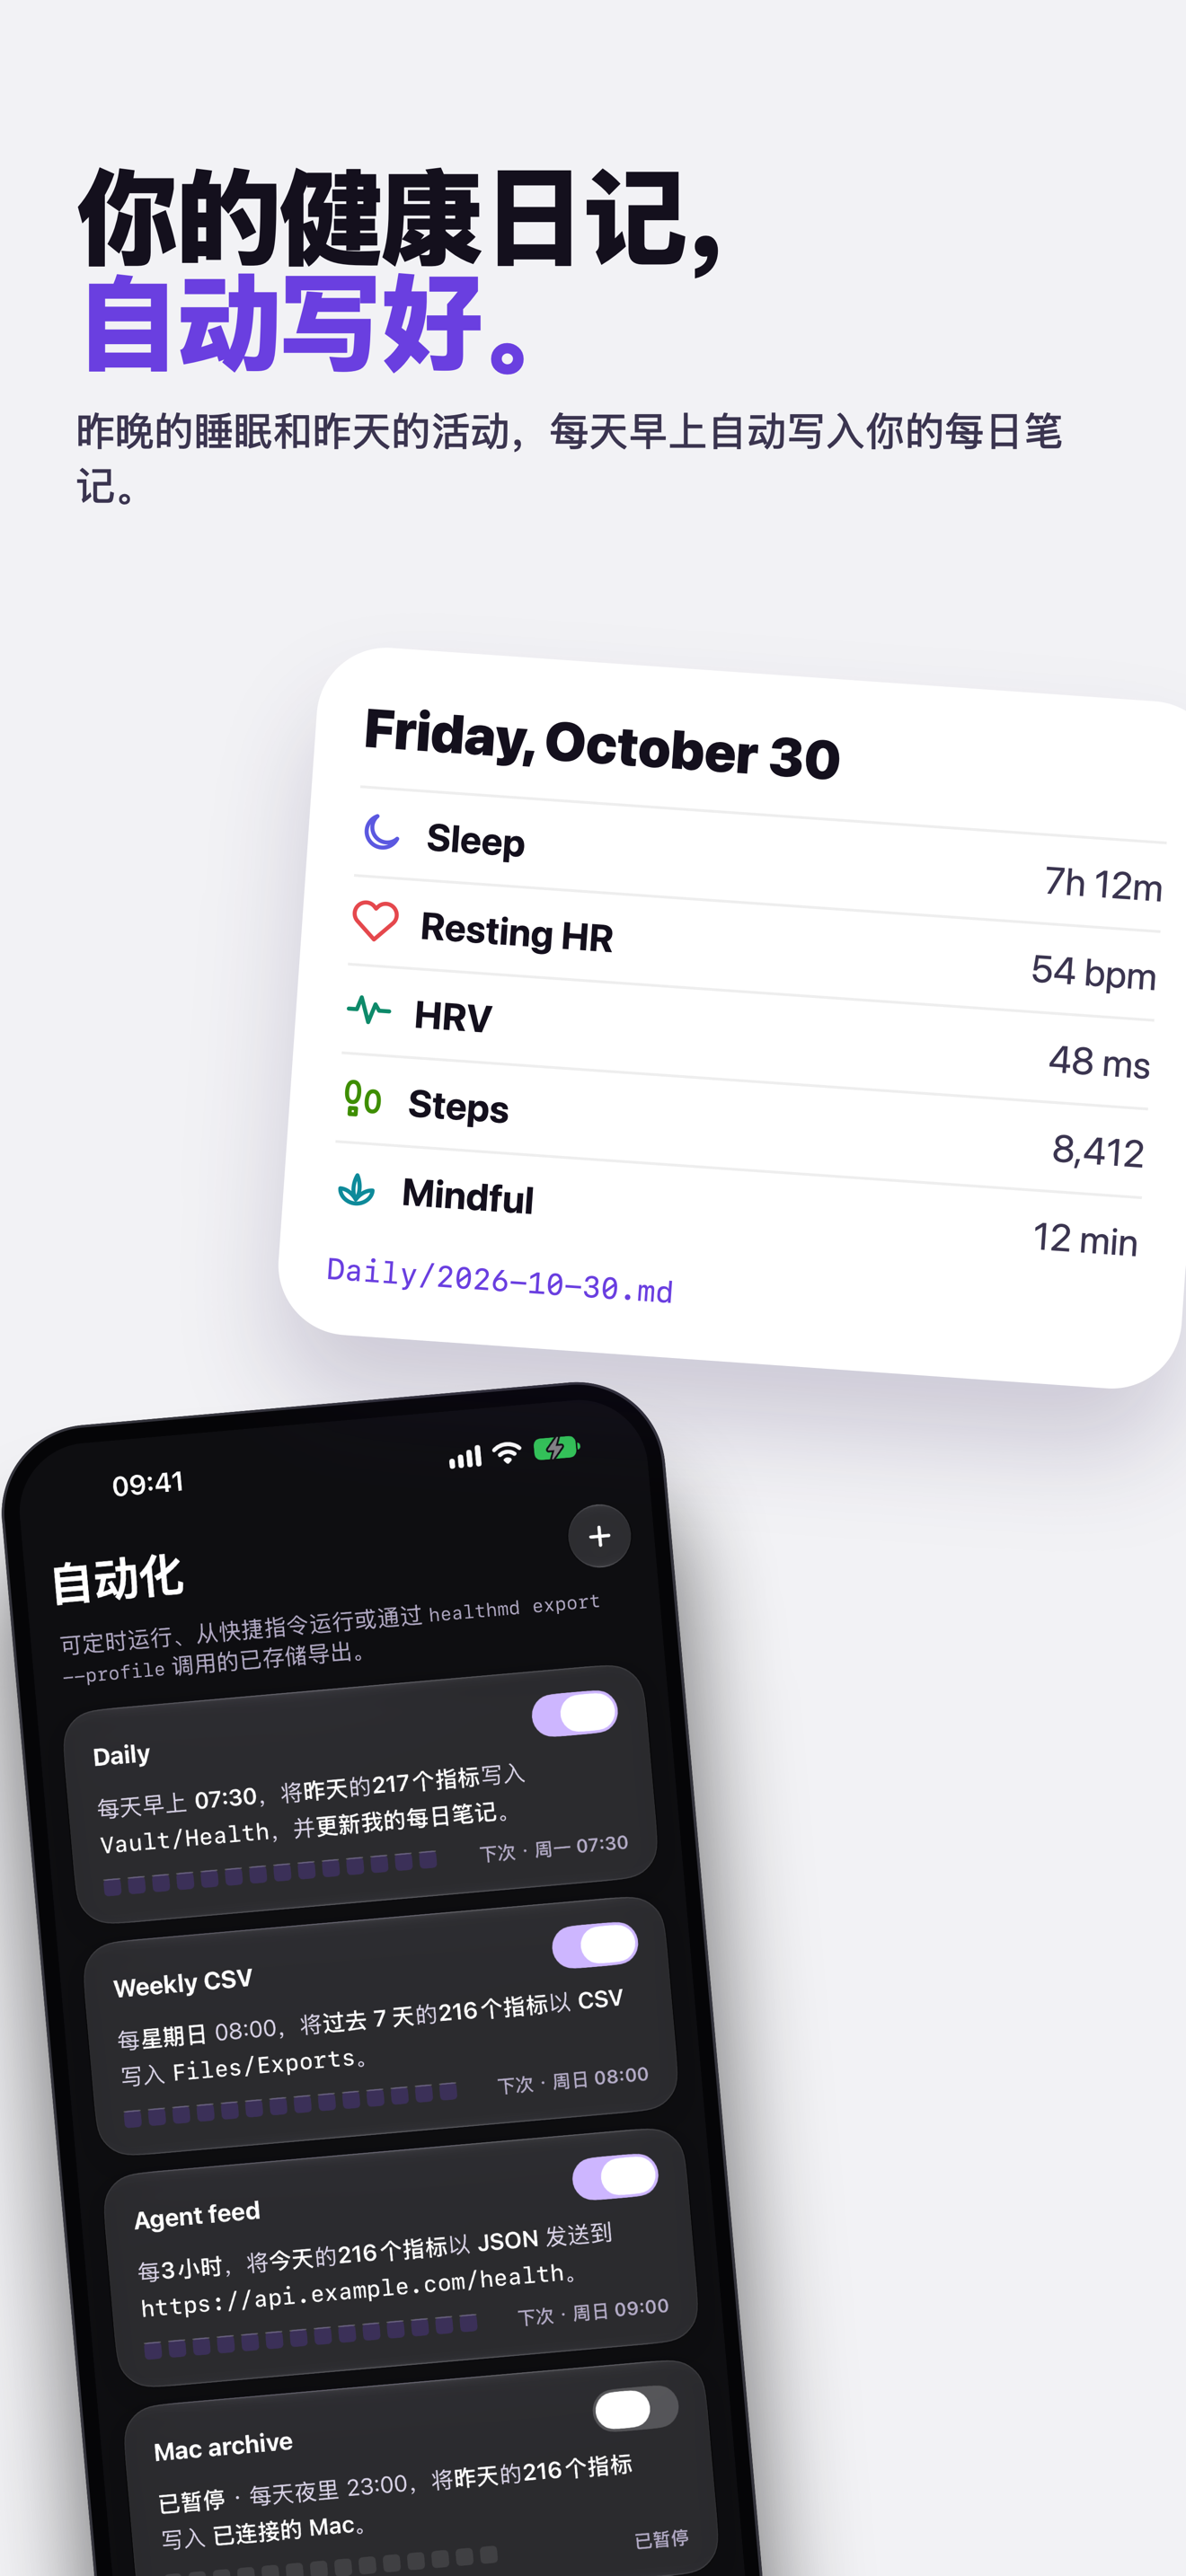 你的健康日记，
自动写好。
昨晚的睡眠和昨天的活动，每天早上自动写入你的每日笔
记。
Friday, October 30
Sleep 7h 12m
Resting HR 54 bpm
HRV 48 ms
Steps 8,412
Mindful 12 min
Daily/2026-10-30.md
09:41
自动化
可定时运行、从快捷指令运行或通过 healthmd export
--profile 调用的已存储导出。
Daily
每天早上 07:30，将昨天的217个指标写入
Vault/Health，并更新我的每日笔记。
下次 · 周一 07:30
Weekly CSV
每星期日 08:00，将过去 7 天的216个指标以 CSV
写入 Files/Exports。
下次 · 周日 08:00
Agent feed
每3小时，将今天的216个指标以 JSON 发送到
https://api.example.com/health。
下次 · 周日 09:00
Mac archive
已暂停 · 每天夜里 23:00，将昨天的216个指标
写入 已连接的 Mac。
已暂停